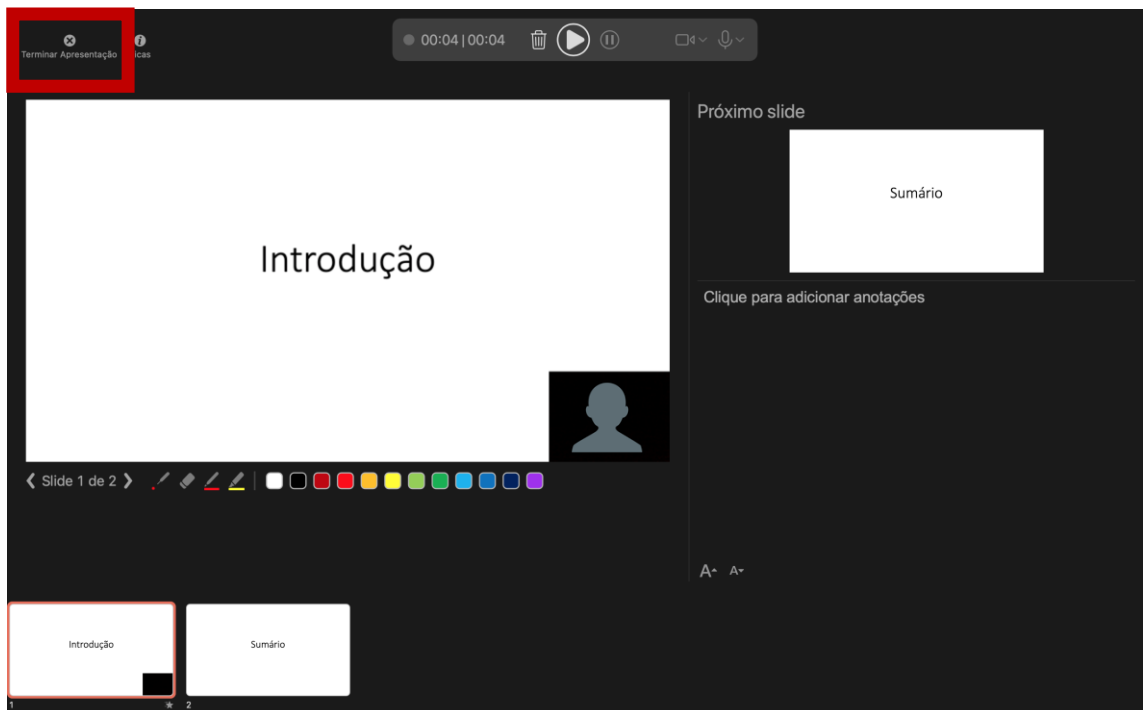 Terminar Apresentação
icas
00:04 | 00:04
Próximo slide
Introdução
Sumário
Clique para adicionar anotações
Slide 1 de 2
A A
Introdução
Sumário
1
2